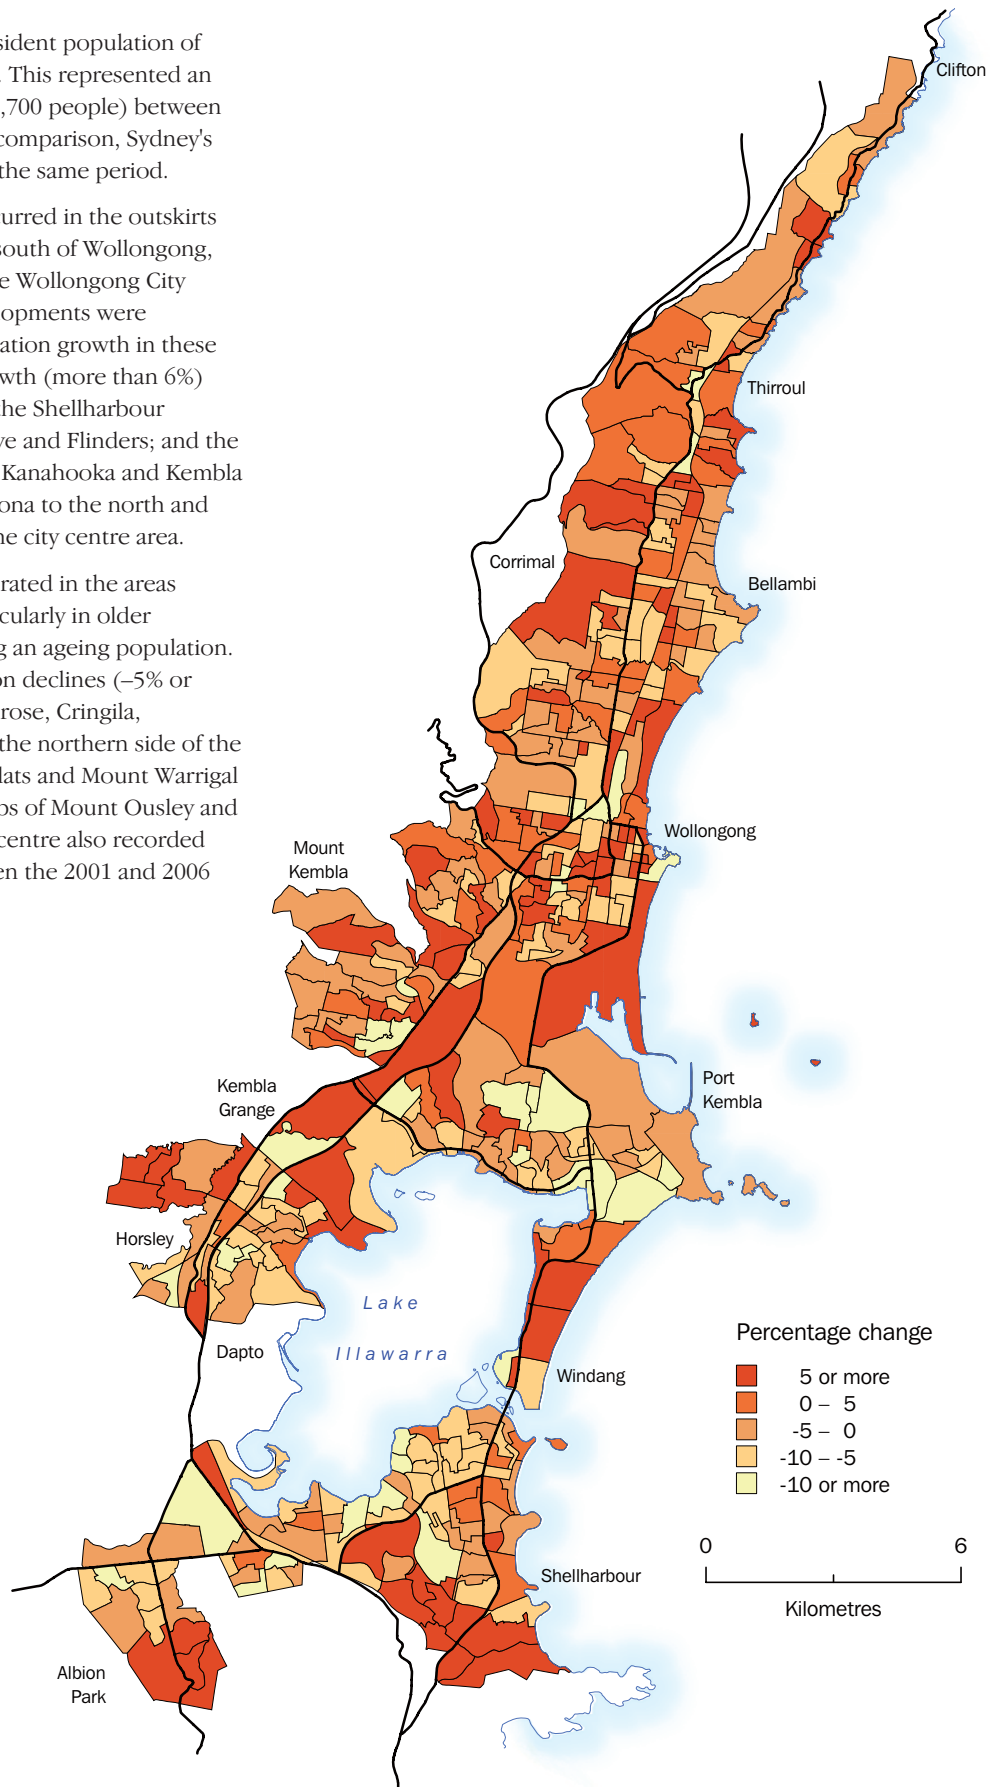 sident population of
. This represented an
,700 people) between
comparison, Sydney's
the same period.
curred in the outskirts
south of Wollongong,
e Wollongong City
lopments were
ation growth in these
wth (more than 6%)
the Shellharbour
ve and Flinders; and the
Kanahooka and Kembla
ona to the north and
ne city centre area.
rated in the areas
cularly in older
g an ageing population.
on declines (–5% or
rose, Cringila,
the northern side of the
lats and Mount Warrigal
bs of Mount Ousley and
centre also recorded
en the 2001 and 2006
Clifton
Thirroul
Corrimal
Bellambi
Wollongong
Mount
Kembla
Port
Kembla
Kembla
Grange
Horsley
Lake
Illawarra
Dapto
Windang
Percentage change
5 or more
0 – 5
-5 – 0
-10 – -5
-10 or more
0 6
Kilometres
Shellharbour
Albion
Park